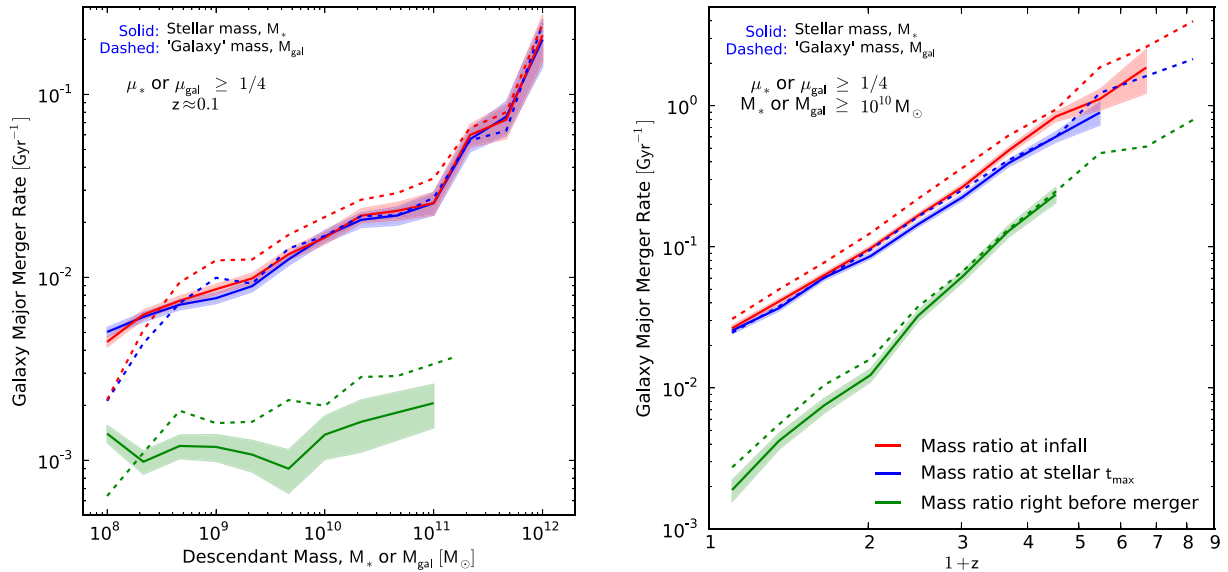 Solid: Stellar mass, M*
Dashed: 'Galaxy' mass, Mgal
μ* or μgal ≥ 1/4
z≈0.1
Galaxy Major Merger Rate [Gyr⁻¹]
10⁻¹
10⁻²
10⁻³
10⁸ 10⁹ 10¹⁰ 10¹¹ 10¹²
Descendant Mass, M* or Mgal [M⊙]
Solid: Stellar mass, M*
Dashed: 'Galaxy' mass, Mgal
μ* or μgal ≥ 1/4
M* or Mgal ≥ 10¹⁰ M⊙
Galaxy Major Merger Rate [Gyr⁻¹]
10⁰
10⁻¹
10⁻²
10⁻³
Mass ratio at infall
Mass ratio at stellar tmax
Mass ratio right before merger
1 2 3 4 5 6 7 8 9
1+z